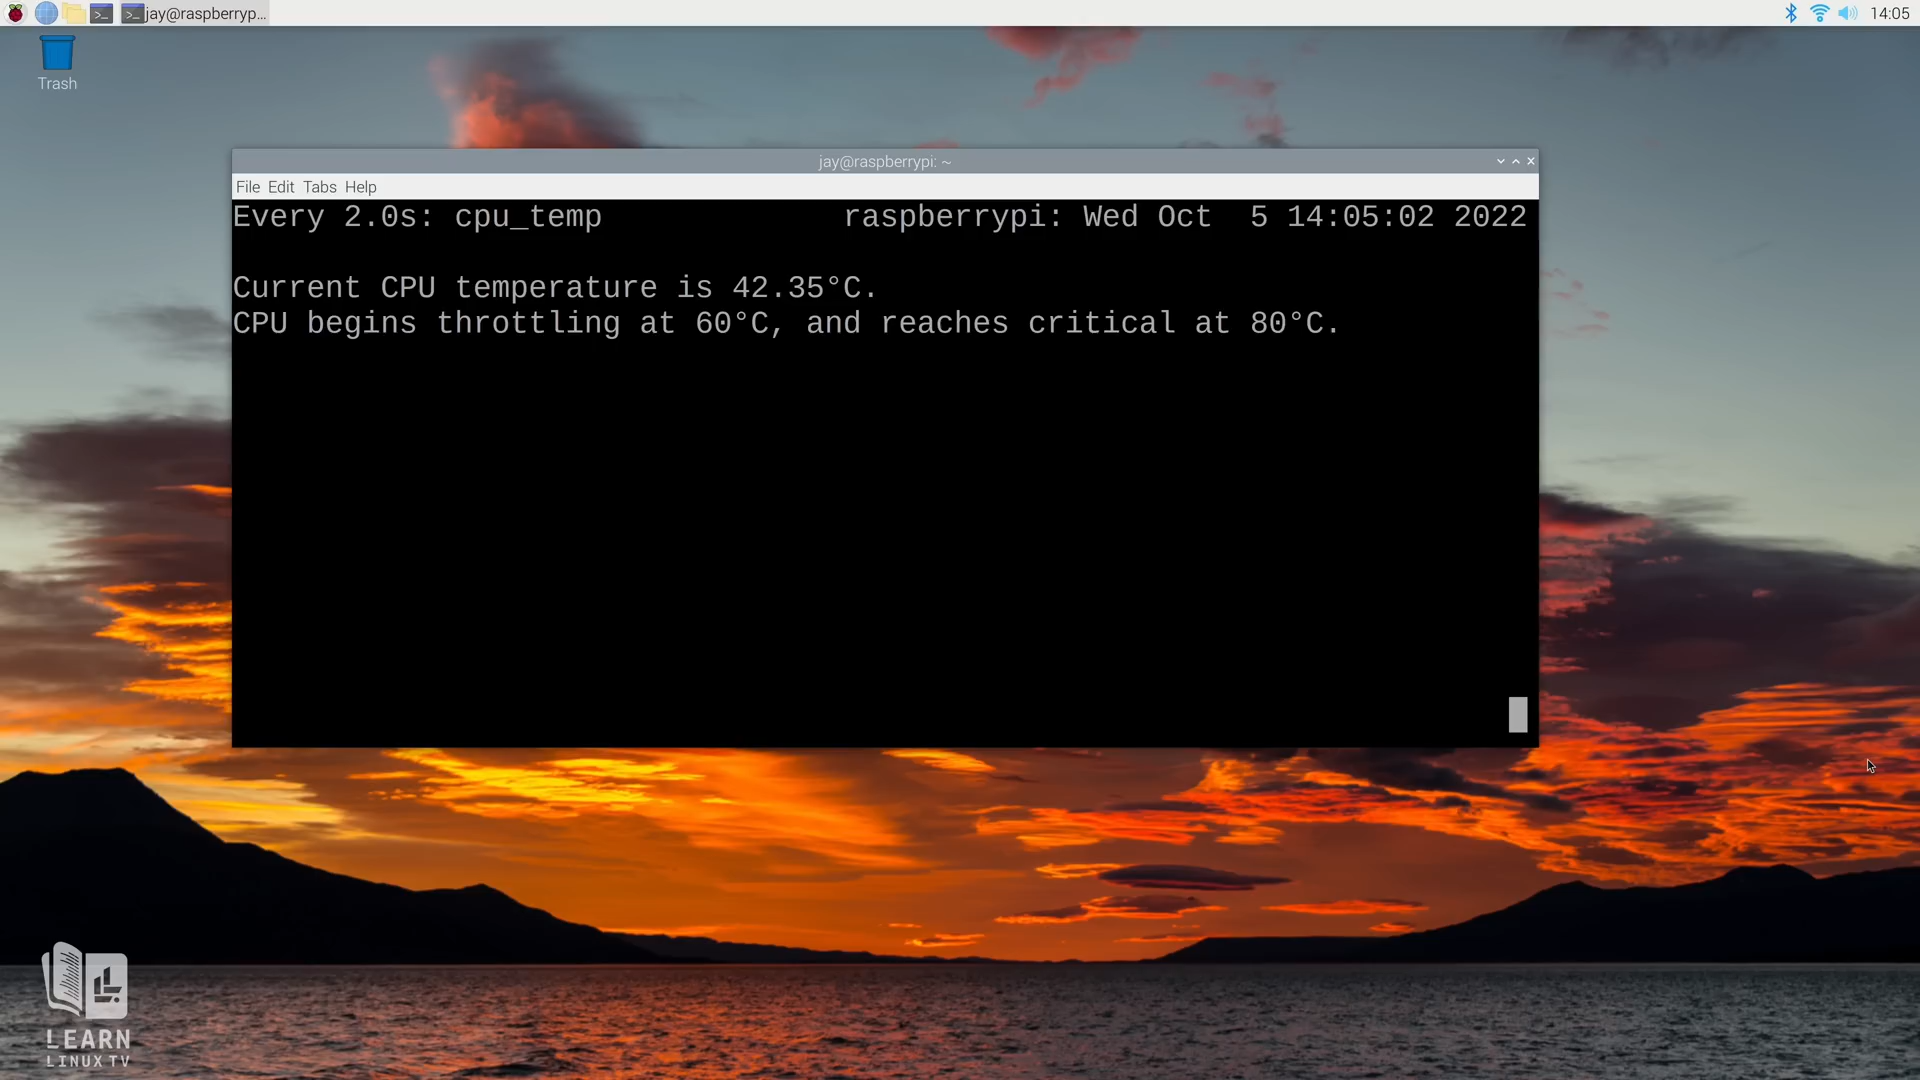 jay@raspberryp... 14:05
Trash
jay@raspberrypi: ~
File Edit Tabs Help
Every 2.0s: cpu_temp raspberrypi: Wed Oct  5 14:05:02 2022
Current CPU temperature is 42.35°C.
CPU begins throttling at 60°C, and reaches critical at 80°C.
LEARN
LINUX TV